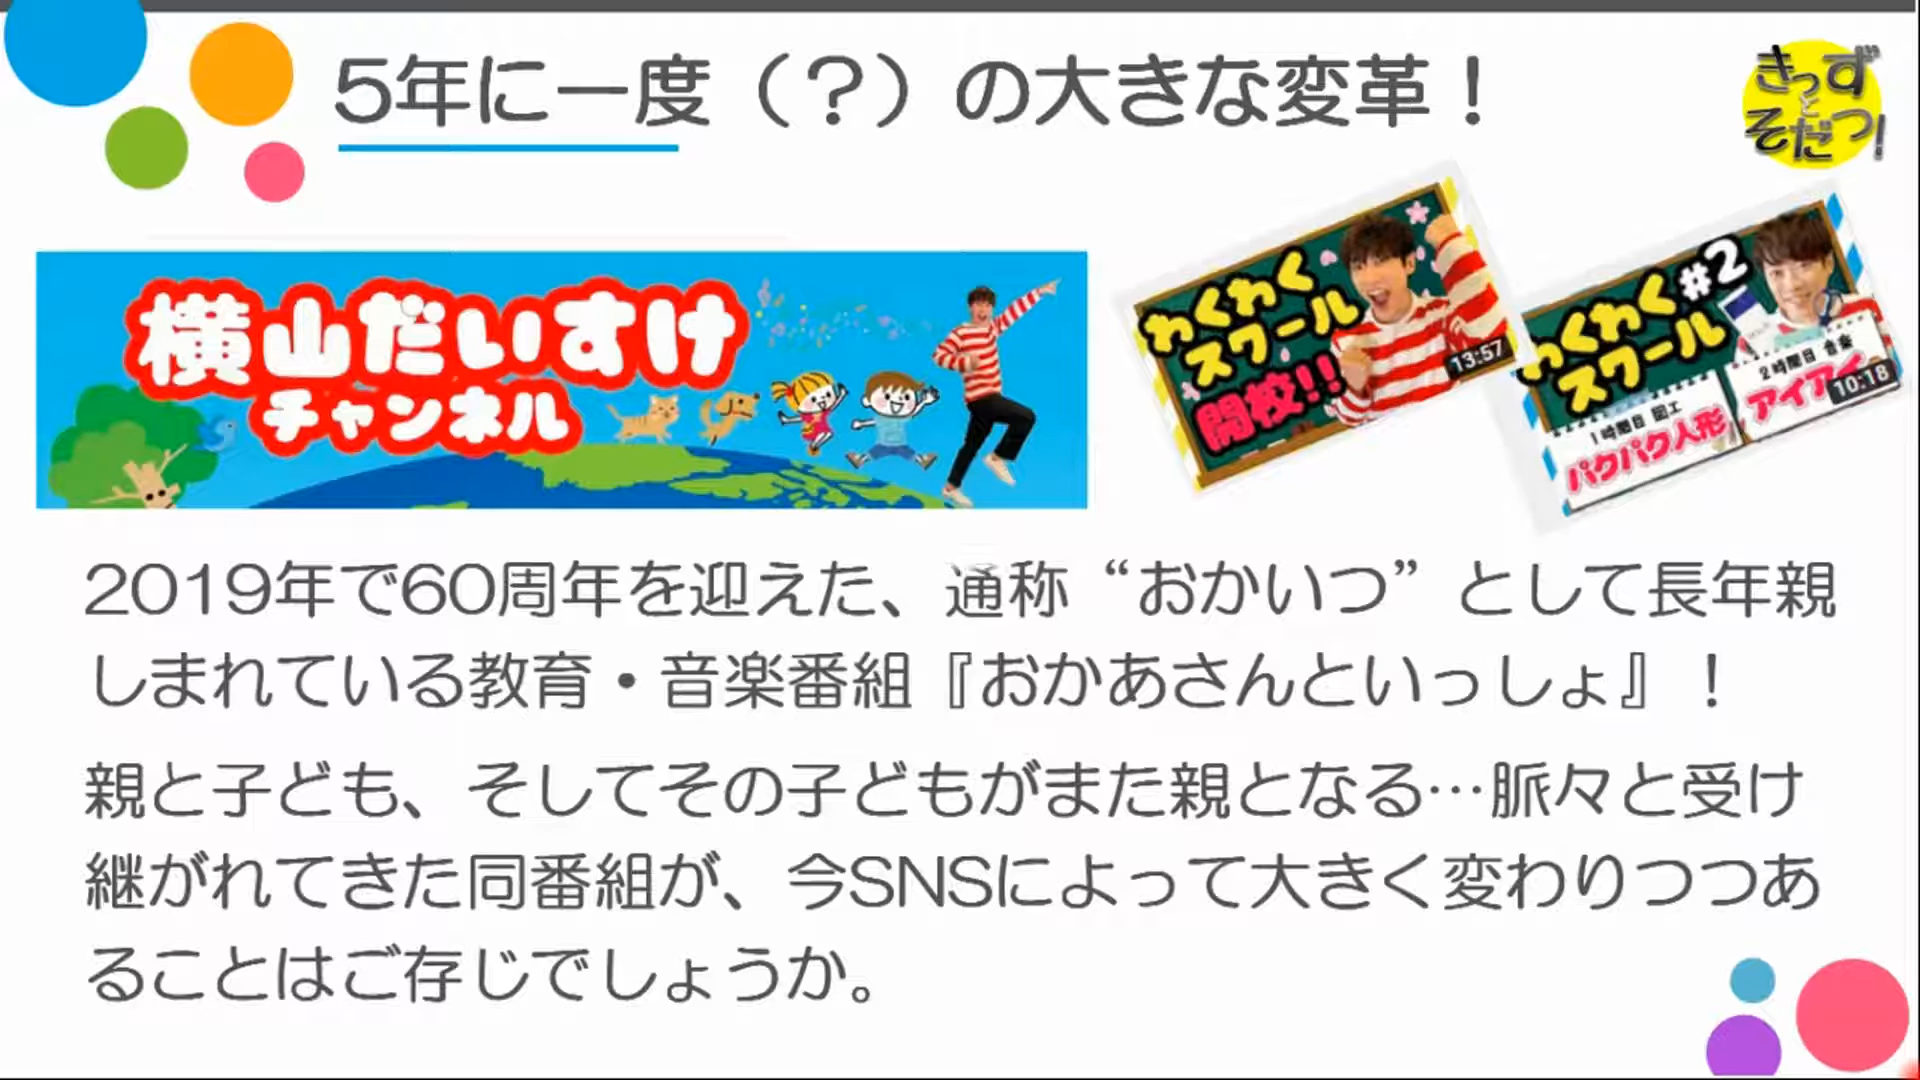 5年に一度（？）の大きな変革！
きっずとそだつ！
横山だいすけ
チャンネル
わくわく
スクール
開校!!
13:57
わくわく#2
スクール
1時間目 図工
パクパク人形
2時間目 音楽
アイアイ
10:18
2019年で60周年を迎えた、通称“おかいつ”として長年親
しまれている教育・音楽番組『おかあさんといっしょ』！
親と子ども、そしてその子どもがまた親となる…脈々と受け
継がれてきた同番組が、今SNSによって大きく変わりつつあ
ることはご存じでしょうか。